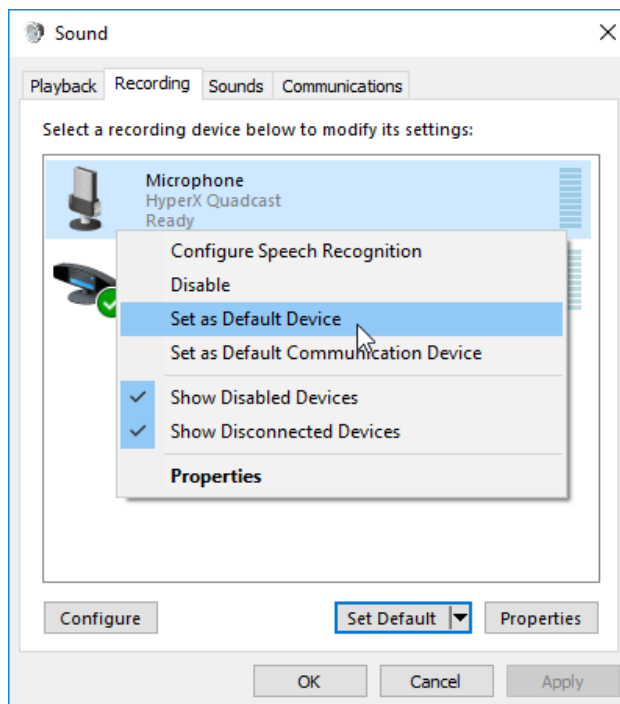 Sound
Playback Recording Sounds Communications
Select a recording device below to modify its settings:
Microphone
HyperX Quadcast
Ready
Configure Speech Recognition
Disable
Set as Default Device
Set as Default Communication Device
Show Disabled Devices
Show Disconnected Devices
Properties
Configure Set Default Properties
OK Cancel Apply